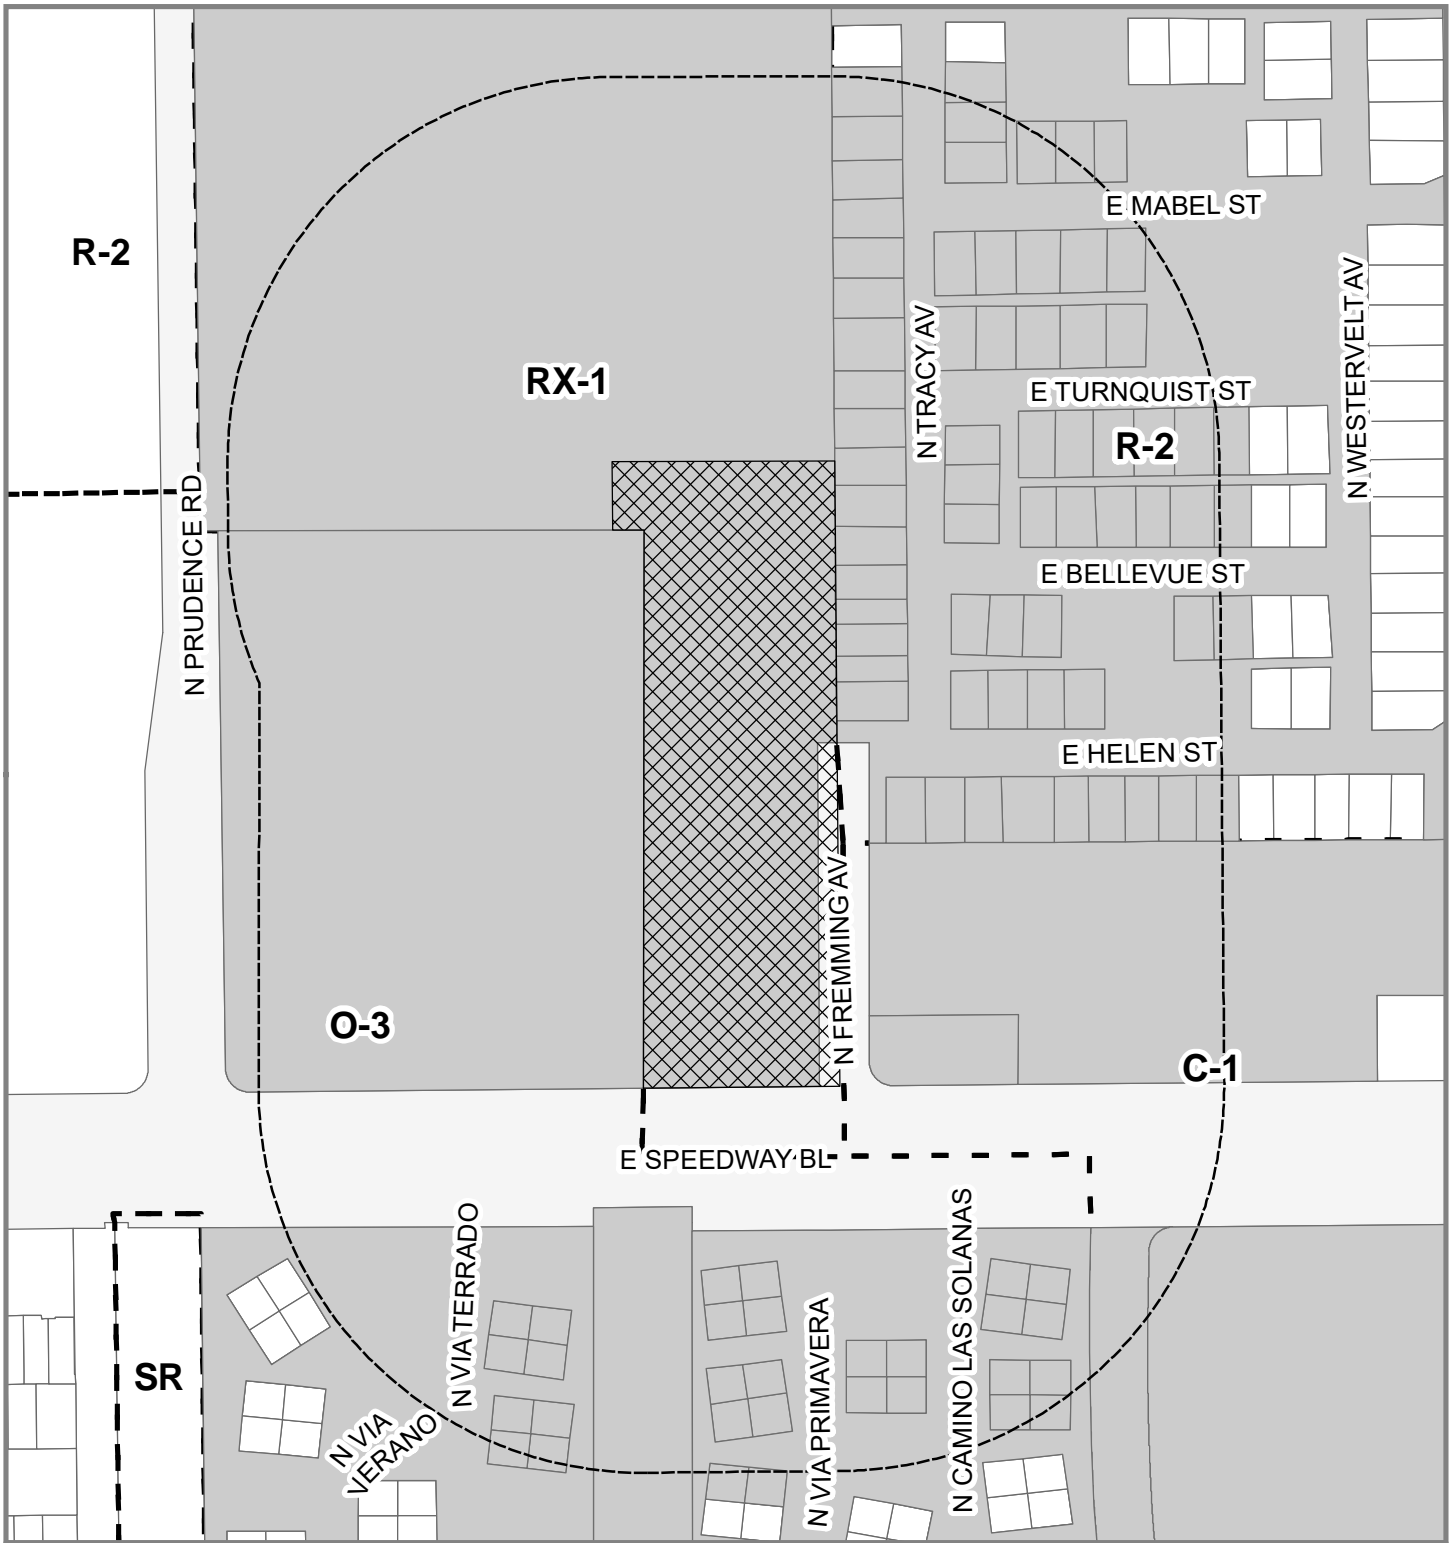 E MABEL ST
R-2
N PRUDENCE RD
RX-1
N TRACY AV
N WESTERVELT AV
E TURNQUIST ST
R-2
E BELLEVUE ST
E HELEN ST
N FREMMING AV
O-3
C-1
E SPEEDWAY BL
SR
N VIA
VERANO
N VIA TERRADO
N VIA PRIMAVERA
N CAMINO LAS SOLANAS